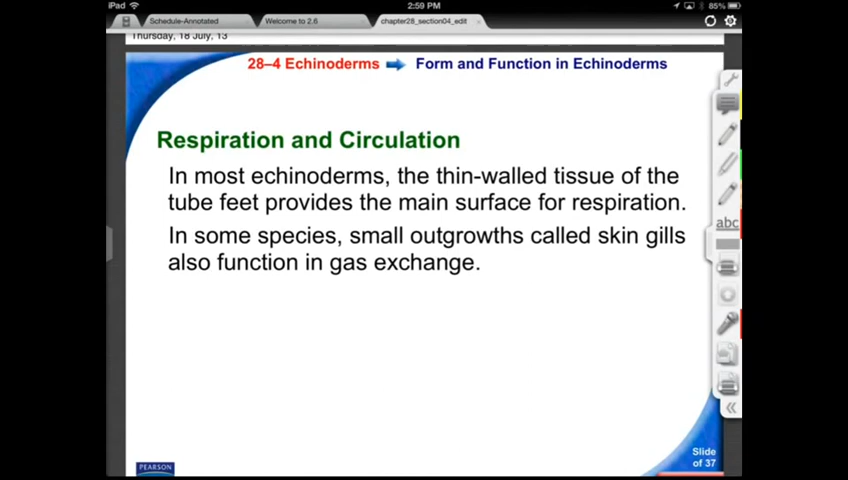 iPad 2:59 PM 85%
Schedule-Annotated Welcome to 2.6 chapter28_section04_edit
Thursday, 18 July, 13
28–4 Echinoderms Form and Function in Echinoderms
Respiration and Circulation
In most echinoderms, the thin-walled tissue of the
tube feet provides the main surface for respiration.
In some species, small outgrowths called skin gills
also function in gas exchange.
abc
Slide
of 37
PEARSON